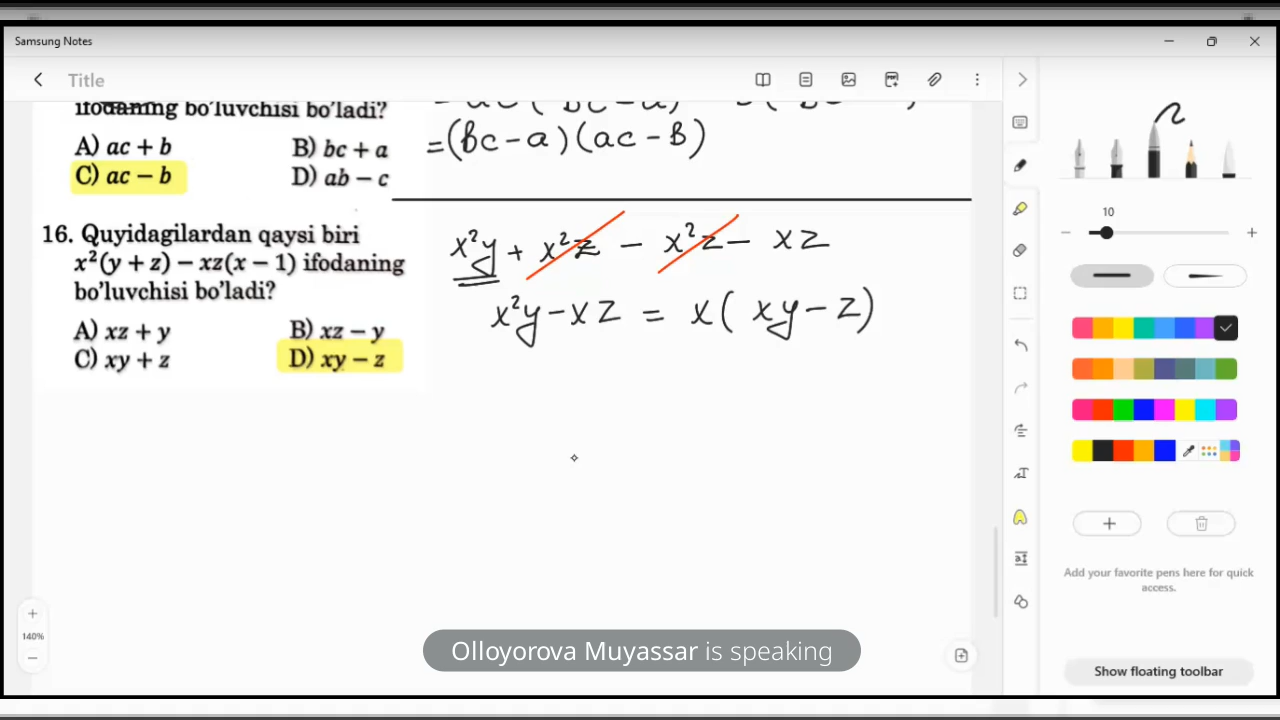 Samsung Notes
Title
ifodaning bo'luvchisi bo'ladi?
A) ac + b
B) bc + a
C) ac − b
D) ab − c
=(bc-a)(ac-b)
16. Quyidagilardan qaysi biri
x²(y + z) − xz(x − 1) ifodaning
bo'luvchisi bo'ladi?
A) xz + y
B) xz − y
C) xy + z
D) xy − z
x²y + x²z − x²z − xz
x²y − xz = x( xy − z)
10
140%
Add your favorite pens here for quick
access.
Show floating toolbar
Olloyorova Muyassar is speaking